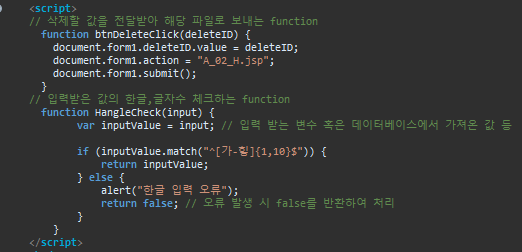 <script>
// 삭제할 값을 전달받아 해당 파일로 보내는 function
function btnDeleteClick(deleteID) {
document.form1.deleteID.value = deleteID;
document.form1.action = "A_02_H.jsp";
document.form1.submit();
}
// 입력받은 값의 한글,글자수 체크하는 function
function HangleCheck(input) {
var inputValue = input; // 입력 받는 변수 혹은 데이터베이스에서 가져온 값 등
if (inputValue.match("^[가-힣]{1,10}$")) {
return inputValue;
} else {
alert("한글 입력 오류");
return false; // 오류 발생 시 false를 반환하여 처리
}
}
</script>